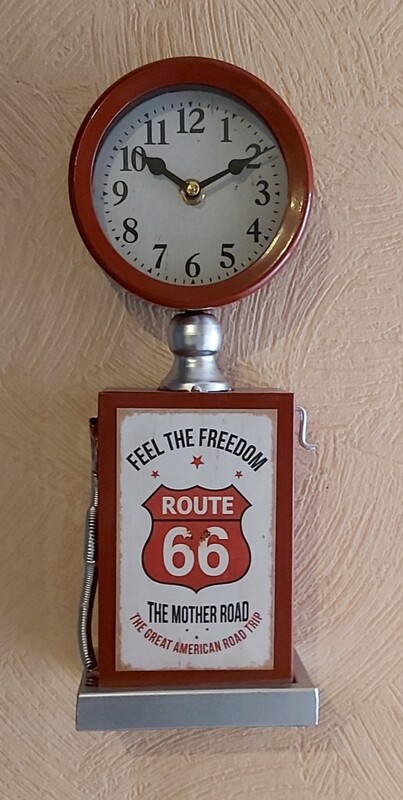 12
11 1
10 2
9 3
8 4
7 5
6
FEEL THE FREEDOM
ROUTE
66
THE MOTHER ROAD
THE GREAT AMERICAN ROAD TRIP